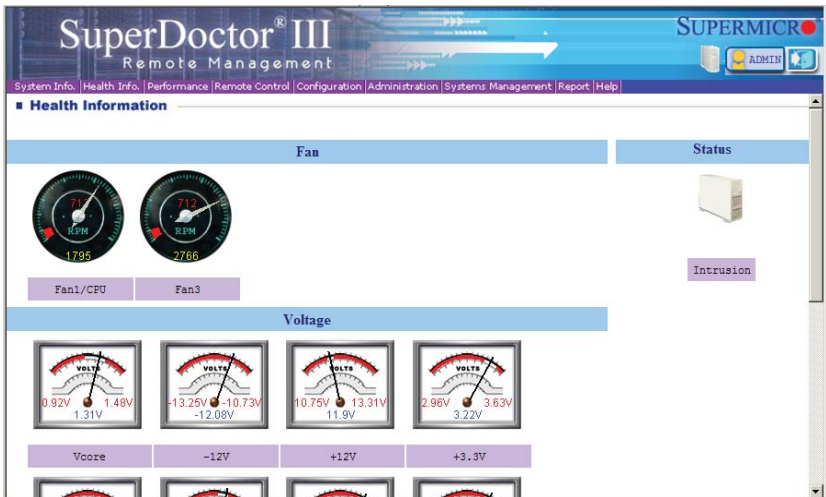 SuperDoctor® III
Remote Management
SUPERMICRO
ADMIN
System Info. Health Info. Performance Remote Control Configuration Administration Systems Management Report Help
Health Information
Fan
Status
712 712
RPM RPM
1795 2766
Fan1/CPU Fan3
Intrusion
Voltage
VOLTS VOLTS VOLTS VOLTS
0.92V 1.48V -13.25V -10.73V 10.75V 13.31V 2.96V 3.63V
1.31V -12.08V 11.9V 3.22V
Vcore -12V +12V +3.3V